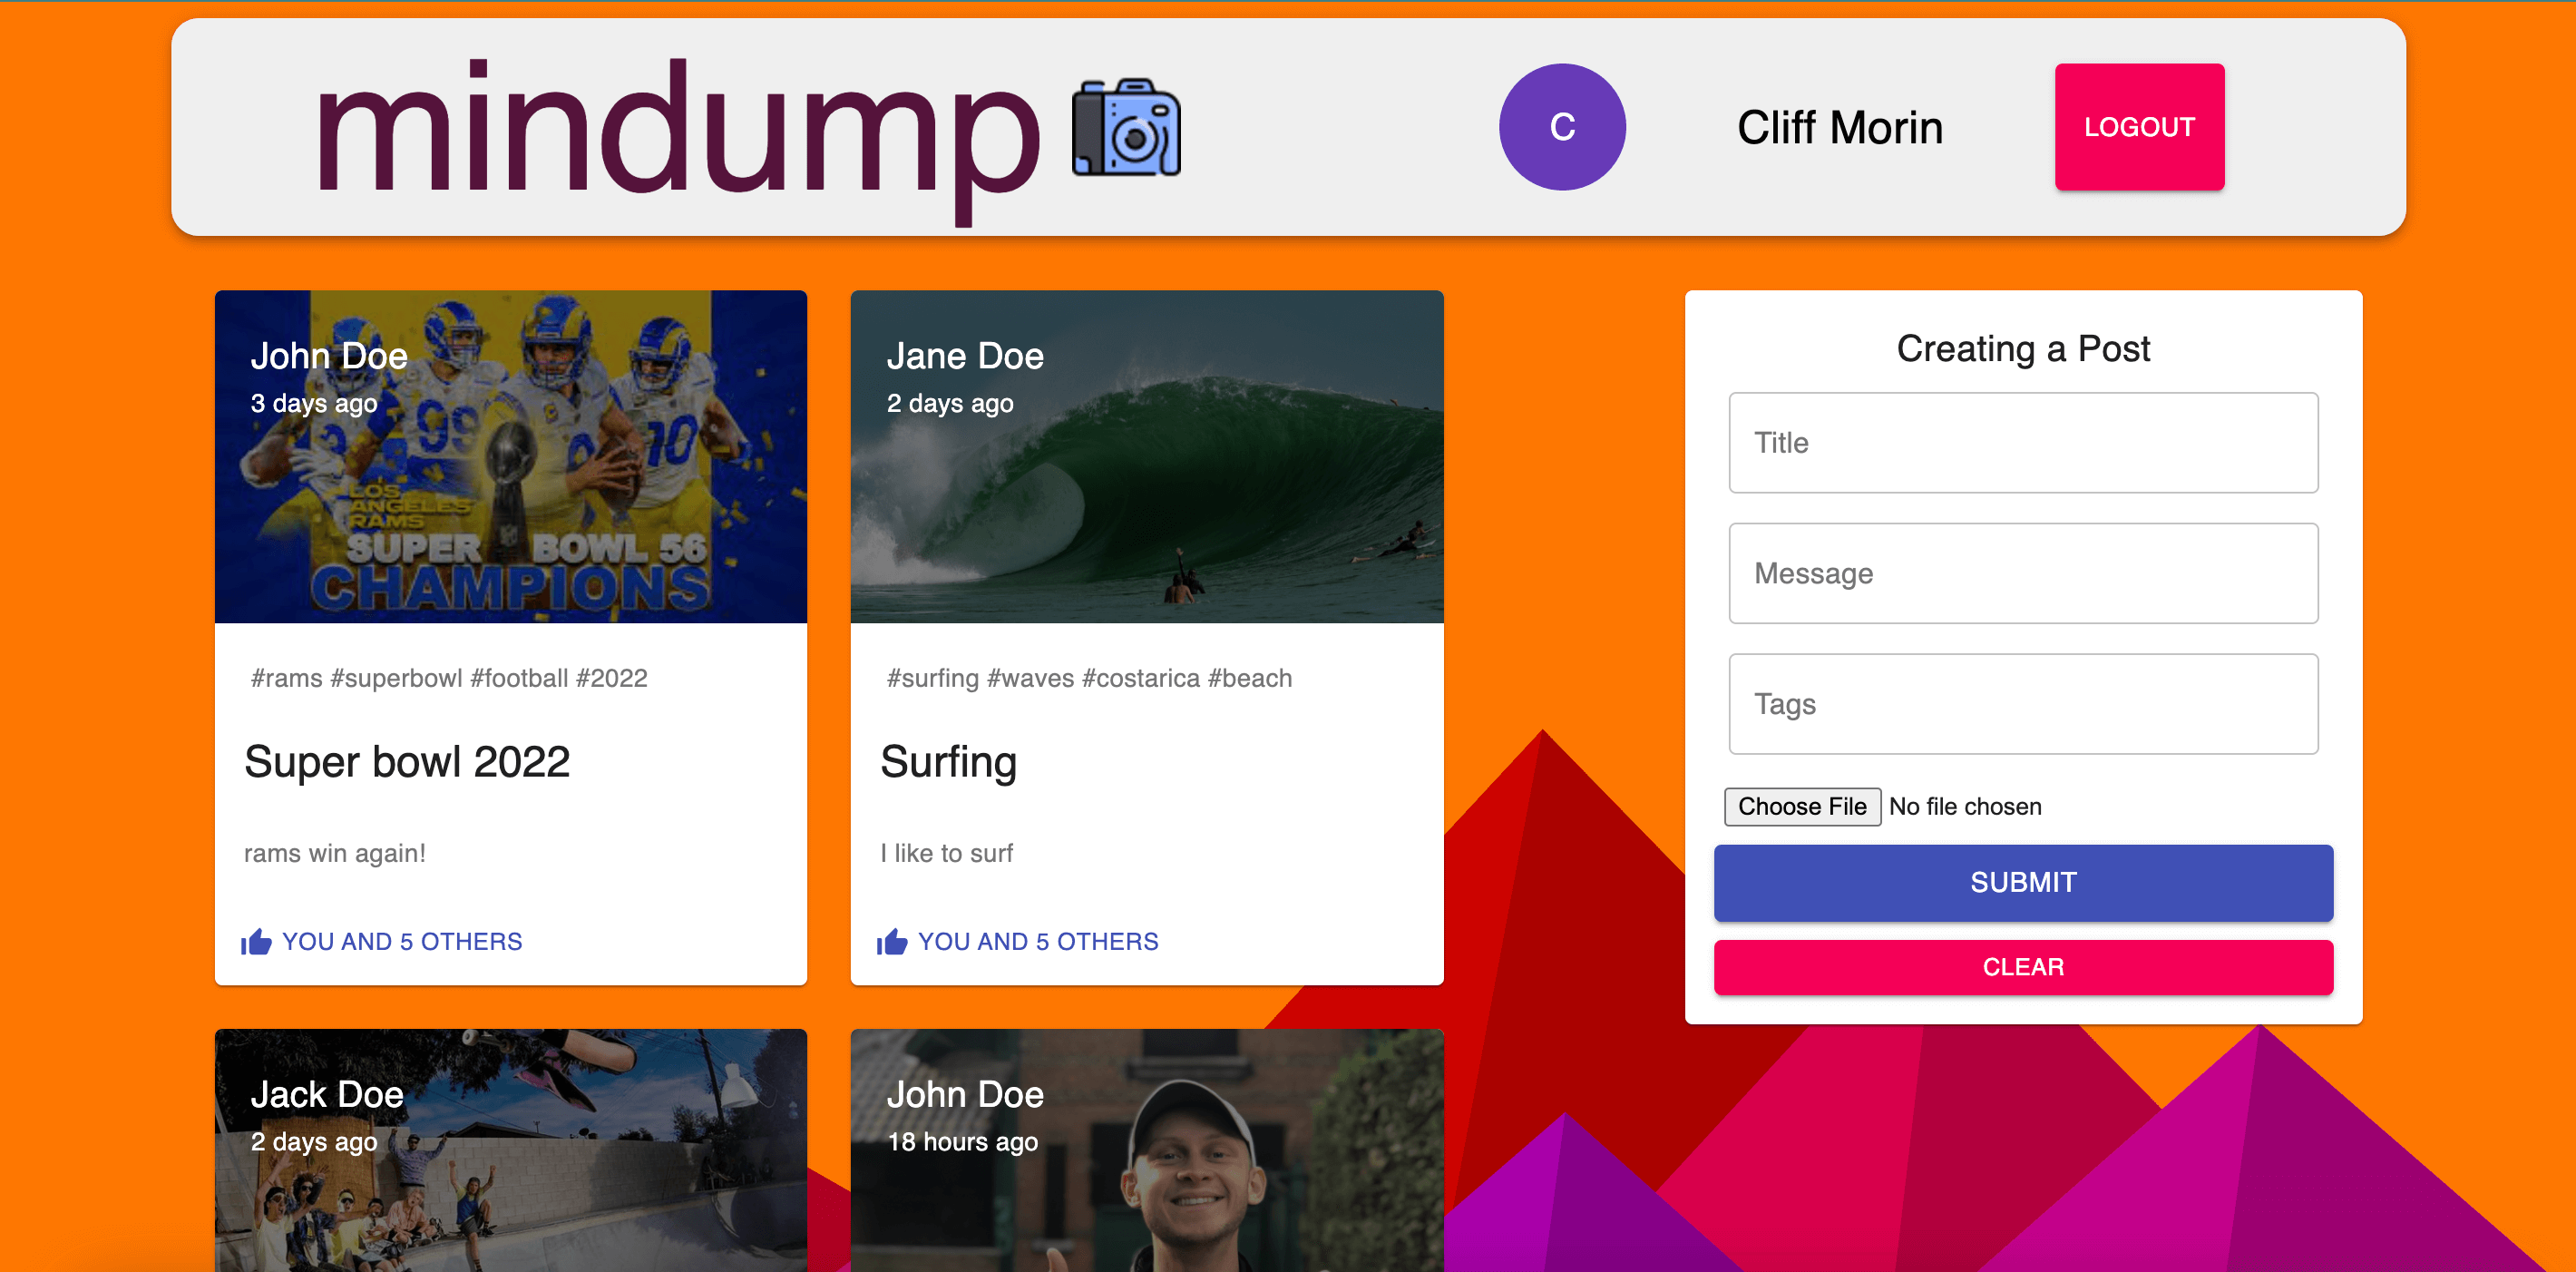 mindump
C
Cliff Morin
LOGOUT
John Doe
3 days ago
99
10
LOS
ANGELES
RAMS
SUPER BOWL 56
CHAMPIONS
#rams #superbowl #football #2022
Super bowl 2022
rams win again!
YOU AND 5 OTHERS
Jane Doe
2 days ago
#surfing #waves #costarica #beach
Surfing
I like to surf
YOU AND 5 OTHERS
Creating a Post
Title
Message
Tags
Choose File No file chosen
SUBMIT
CLEAR
Jack Doe
2 days ago
John Doe
18 hours ago